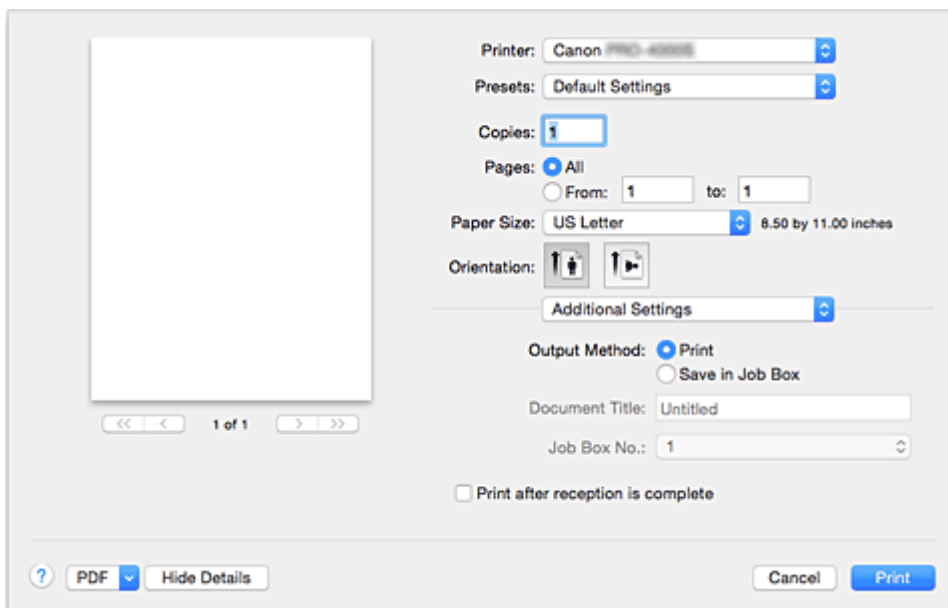 Printer: Canon
Presets: Default Settings
Copies: 1
Pages: All
From: 1 to: 1
Paper Size: US Letter 8.50 by 11.00 inches
Orientation:
Additional Settings
Output Method: Print
Save in Job Box
Document Title: Untitled
Job Box No.: 1
Print after reception is complete
1 of 1
? PDF Hide Details Cancel Print